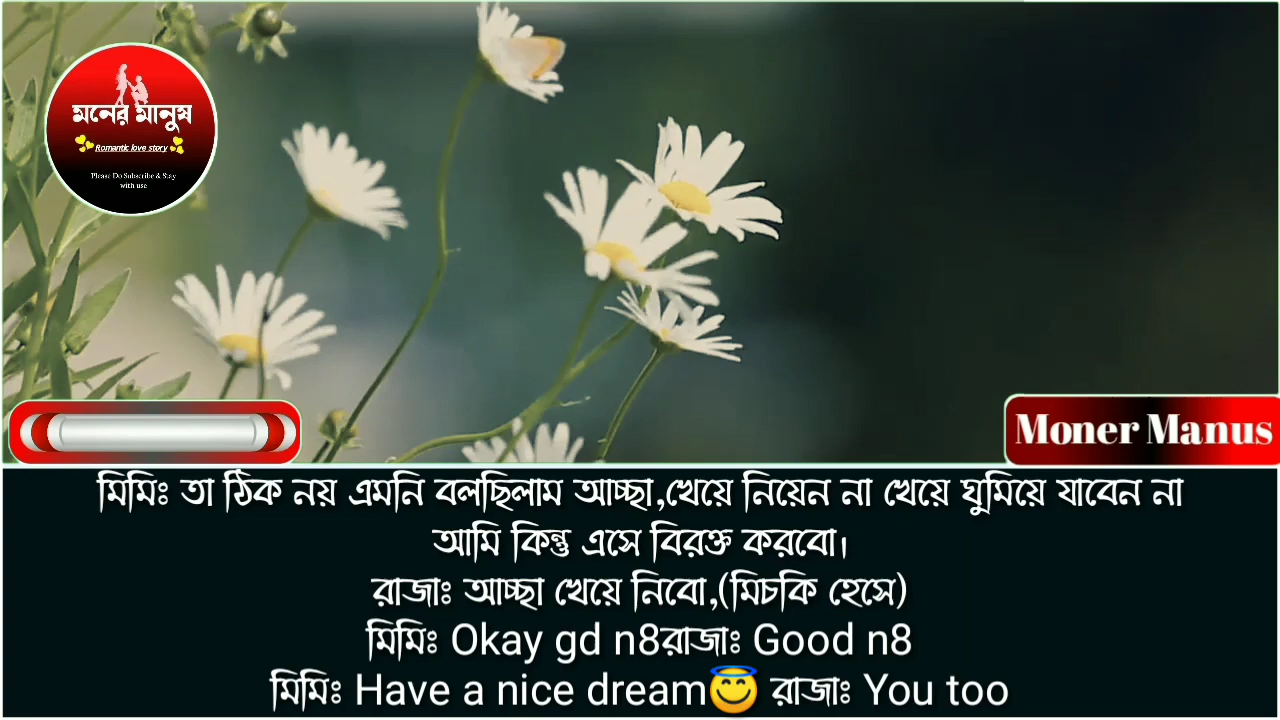 মনের মানুষ
Romantic love story
Please Do Subscribe & Stay
with use
Moner Manus
মিমিঃ তা ঠিক নয় এমনি বলছিলাম আচ্ছা,খেয়ে নিয়েন না খেয়ে ঘুমিয়ে যাবেন না
আমি কিন্তু এসে বিরক্ত করবো।
রাজাঃ আচ্ছা খেয়ে নিবো,(মিচকি হেসে)
মিমিঃ Okay gd n8রাজাঃ Good n8
মিমিঃ Have a nice dream😇 রাজাঃ You too